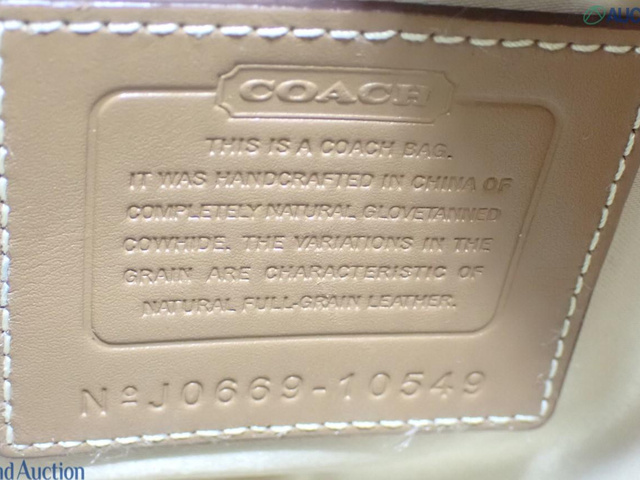 COACH
THIS IS A COACH BAG.
IT WAS HANDCRAFTED IN CHINA OF
COMPLETELY NATURAL GLOVETANNED
COWHIDE. THE VARIATIONS IN THE
GRAIN ARE CHARACTERISTIC OF
NATURAL FULL-GRAIN LEATHER.
Nº J0669-10549
nd Auction